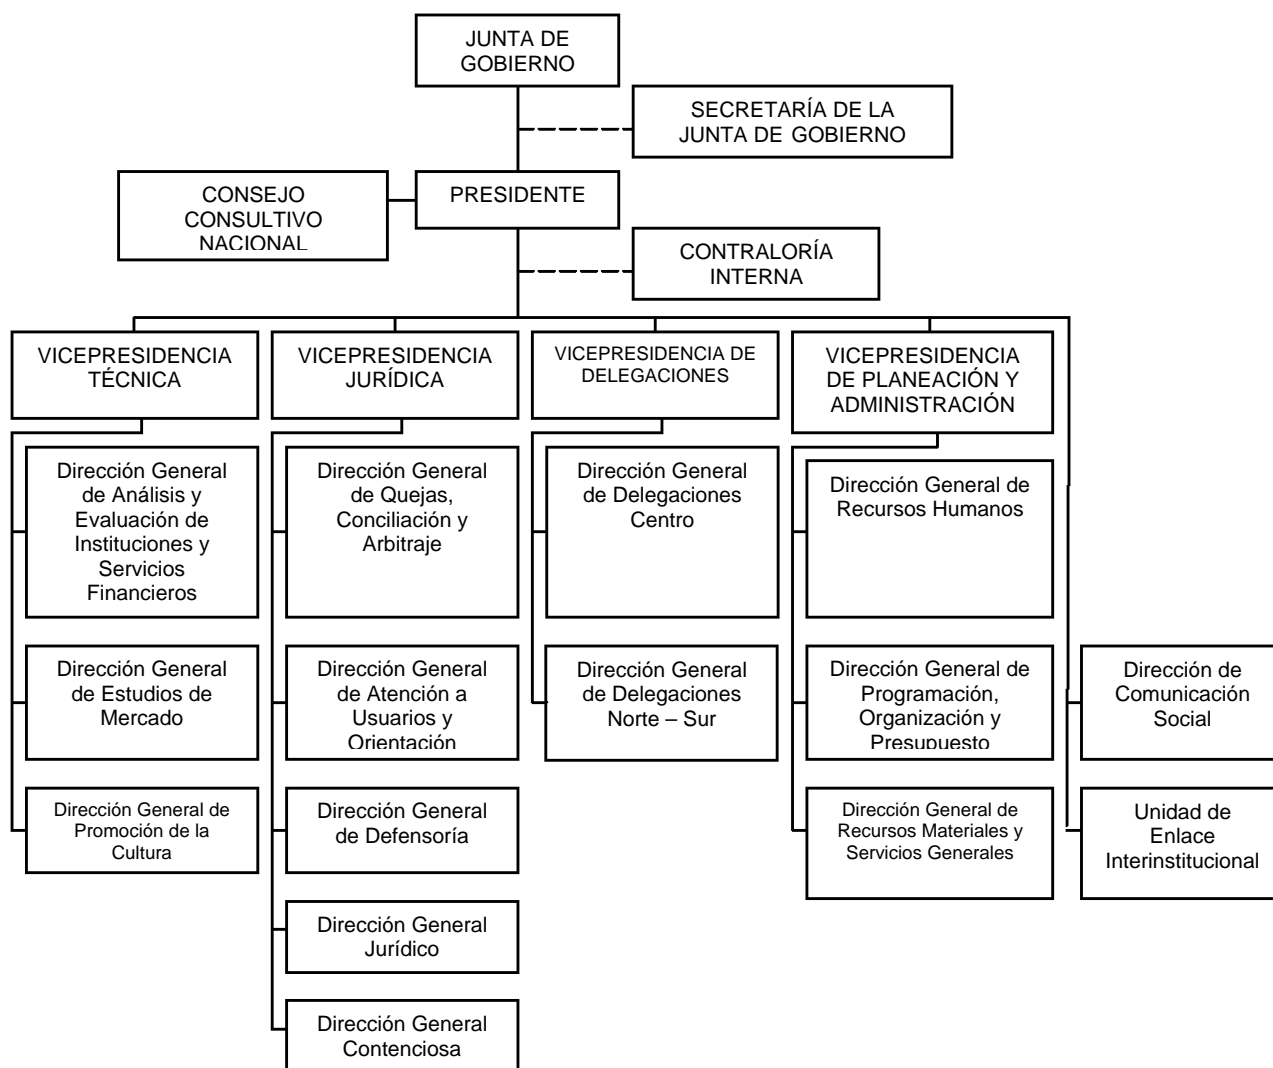 JUNTA DE
GOBIERNO
SECRETARÍA DE LA
JUNTA DE GOBIERNO
CONSEJO
CONSULTIVO
NACIONAL
PRESIDENTE
CONTRALORÍA
INTERNA
VICEPRESIDENCIA
TÉCNICA
VICEPRESIDENCIA
JURÍDICA
VICEPRESIDENCIA DE
DELEGACIONES
VICEPRESIDENCIA
DE PLANEACIÓN Y
ADMINISTRACIÓN
Dirección General
de Análisis y
Evaluación de
Instituciones y
Servicios
Financieros
Dirección General
de Quejas,
Conciliación y
Arbitraje
Dirección General
de Delegaciones
Centro
Dirección General de
Recursos Humanos
Dirección General
de Estudios de
Mercado
Dirección General
de Atención a
Usuarios y
Orientación
Dirección General
de Delegaciones
Norte – Sur
Dirección General de
Programación,
Organización y
Presupuesto
Dirección de
Comunicación
Social
Dirección General de
Promoción de la
Cultura
Dirección General
de Defensoría
Dirección General de
Recursos Materiales y
Servicios Generales
Unidad de
Enlace
Interinstitucional
Dirección General
Jurídico
Dirección General
Contenciosa